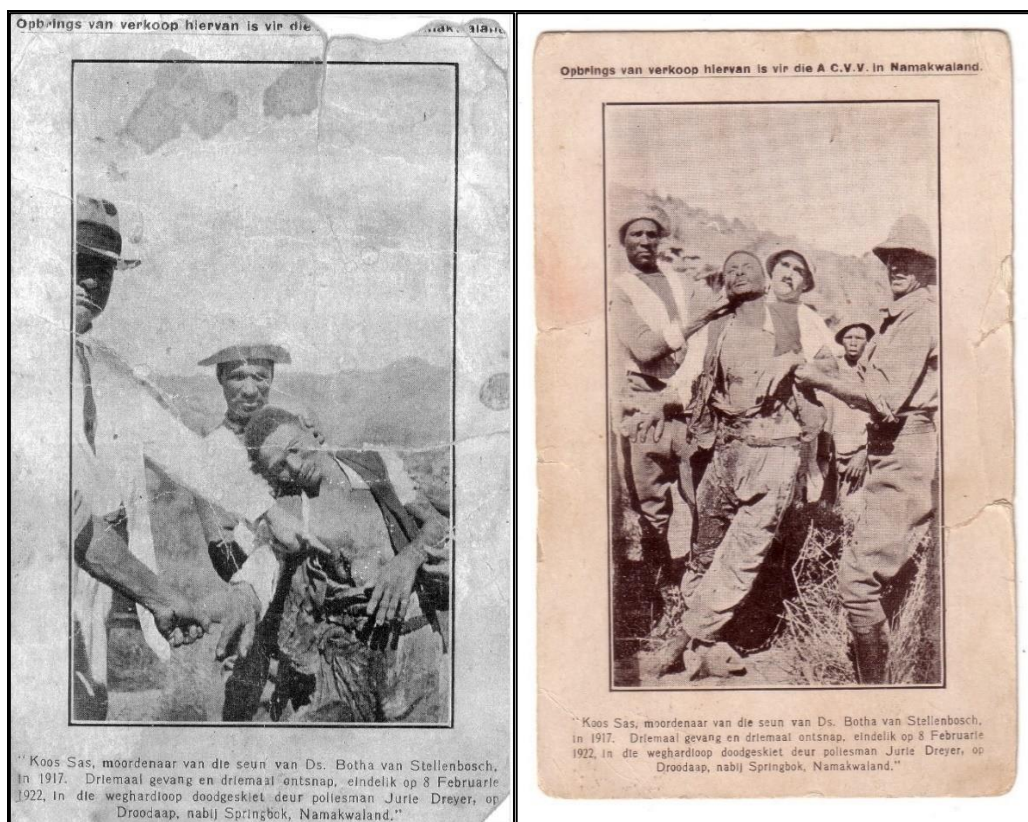 Opbrings van verkoop hiervan is vir die
"Koos Sas, moordenaar van die seun van Ds. Botha van Stellenbosch,
in 1917. Driemaal gevang en driemaal ontsnap, eindelik op 8 Februarie
1922, in die weghardloop doodgeskiet deur poliesman Jurie Dreyer, op
Droodaap, nabij Springbok, Namakwaland."
Opbrings van verkoop hiervan is vir die A C.V.V. in Namakwaland.
"Koos Sas, moordenaar van die seun van Ds. Botha van Stellenbosch,
in 1917. Driemaal gevang en driemaal ontsnap, eindelik op 8 Februarie
1922, in die weghardloop doodgeskiet deur poliesman Jurie Dreyer, op
Droodaap, nabij Springbok, Namakwaland."